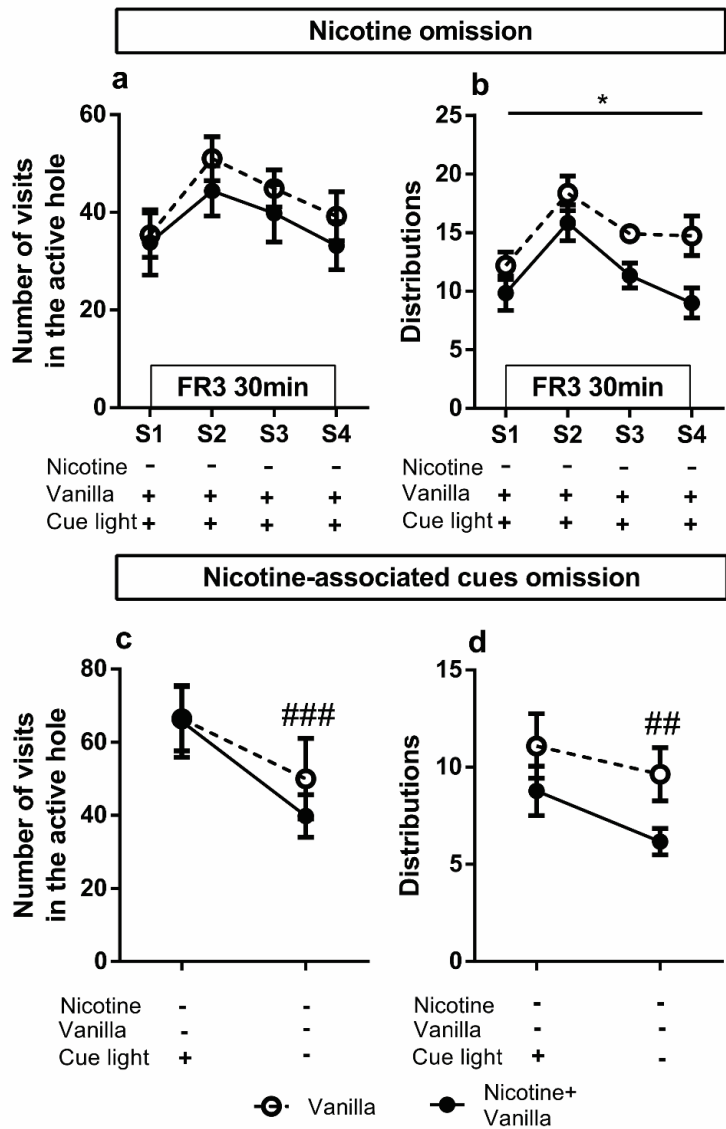 Nicotine omission
a
Number of visits
in the active hole
60
40
20
0
FR3 30min
S1 S2 S3 S4
Nicotine - - - -
Vanilla + + + +
Cue light + + + +
b
*
Distributions
25
20
15
10
5
0
FR3 30min
S1 S2 S3 S4
Nicotine - - - -
Vanilla + + + +
Cue light + + + +
Nicotine-associated cues omission
c
Number of visits
in the active hole
80
60
40
20
0
###
Nicotine - -
Vanilla - -
Cue light + -
d
Distributions
15
10
5
0
##
Nicotine - -
Vanilla - -
Cue light + -
Vanilla
Nicotine+
Vanilla